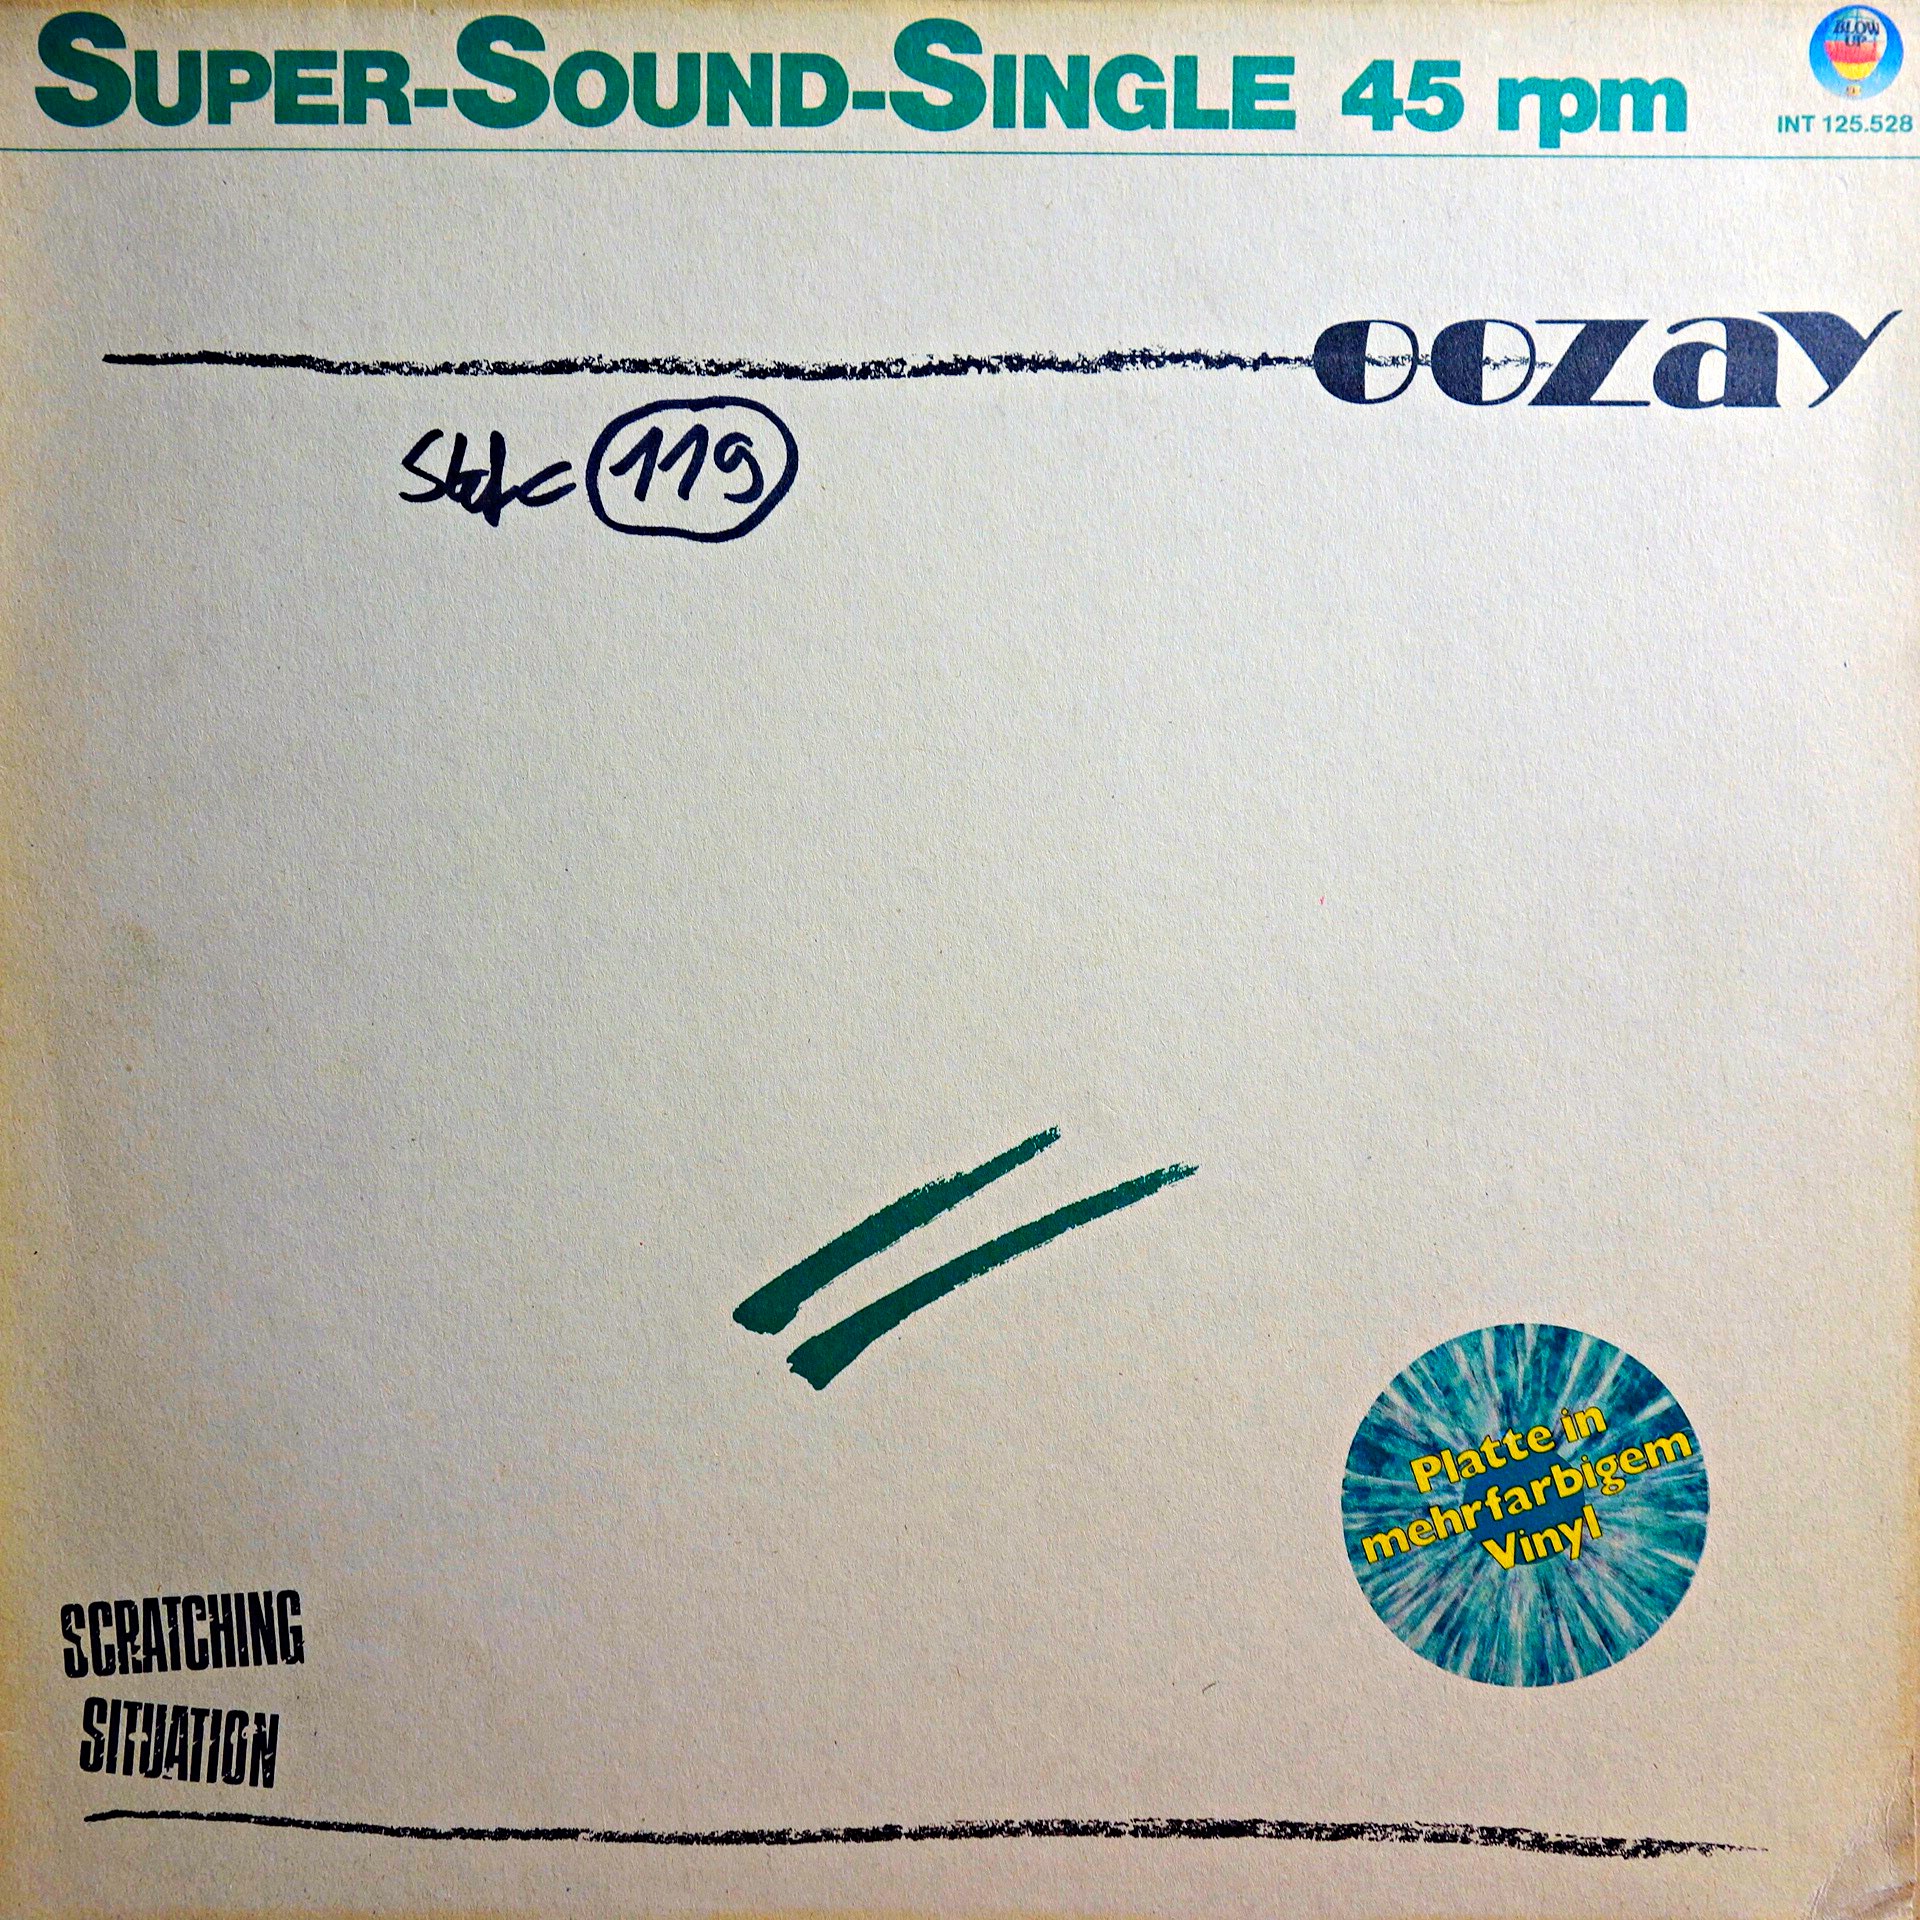 SUPER-SOUND-SINGLE 45 rpm
BLOW
UP
INT 125.528
oozay
119
Platte in
mehrfarbigem
Vinyl
SCRATCHING
SITUATION